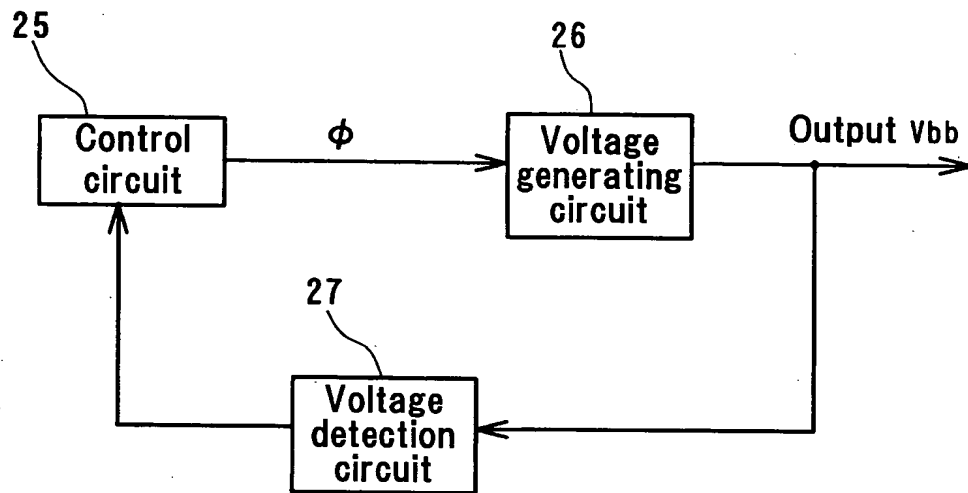 25
Control
circuit
ϕ
26
Voltage
generating
circuit
Output Vbb
27
Voltage
detection
circuit